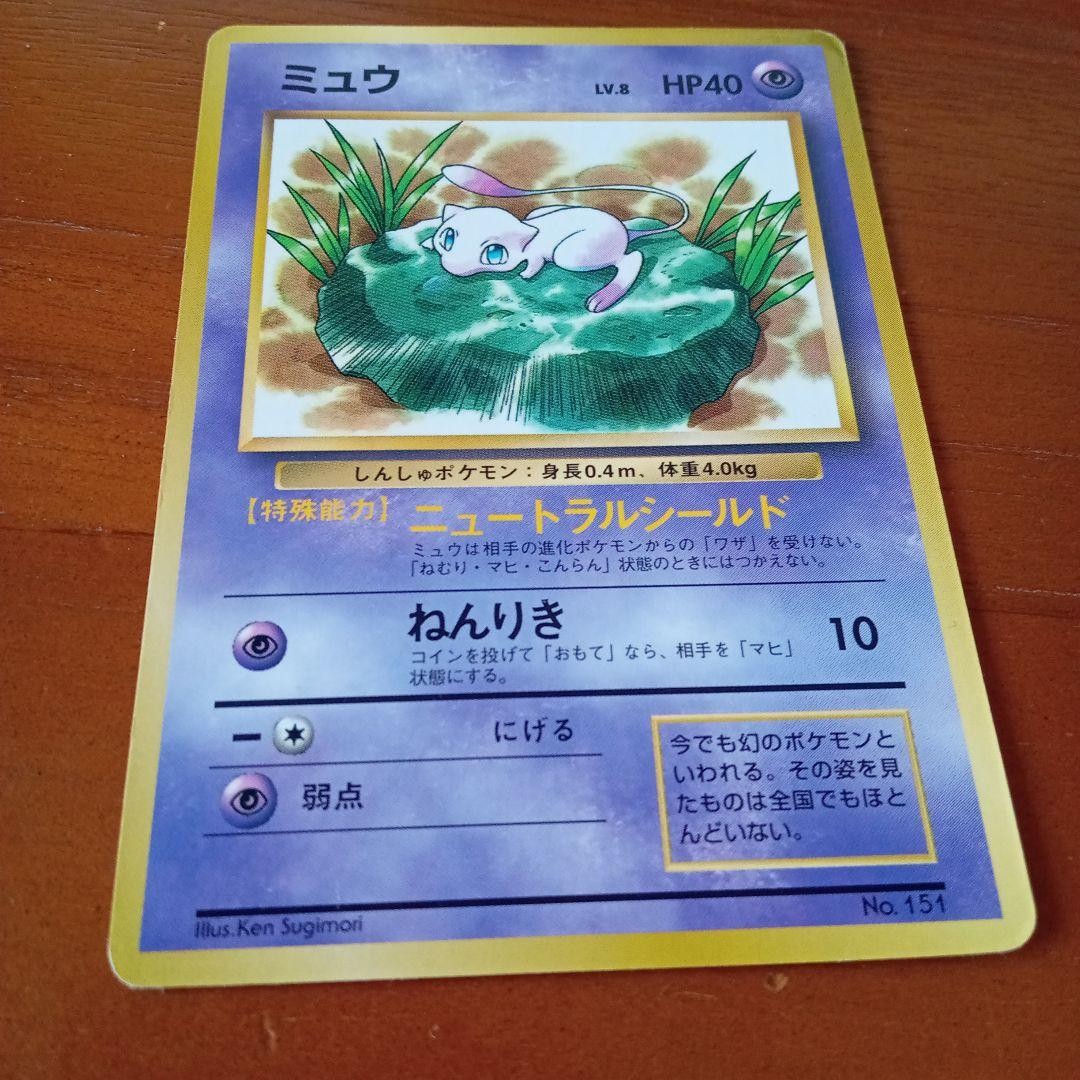 ミュウ LV.8 HP40
しんしゅポケモン：身長0.4m、体重4.0kg
【特殊能力】 ニュートラルシールド
ミュウは相手の進化ポケモンからの「ワザ」を受けない。
「ねむり・マヒ・こんらん」状態のときにはつかえない。
ねんりき 10
コインを投げて「おもて」なら、相手を「マヒ」
状態にする。
ー にげる
弱点
今でも幻のポケモンと
いわれる。その姿を見
たものは全国でもほと
んどいない。
Illus.Ken Sugimori No.151